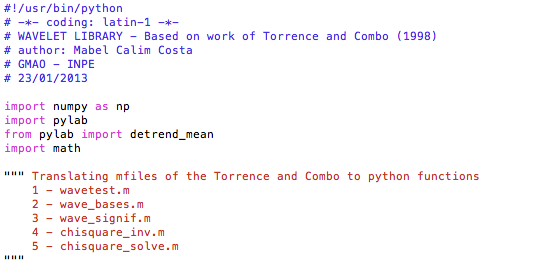 #!/usr/bin/python
# -*- coding: latin-1 -*-
# WAVELET LIBRARY - Based on work of Torrence and Combo (1998)
# author: Mabel Calim Costa
# GMAO - INPE
# 23/01/2013
import numpy as np
import pylab
from pylab import detrend_mean
import math
""" Translating mfiles of the Torrence and Combo to python functions
1 - wavetest.m
2 - wave_bases.m
3 - wave_signif.m
4 - chisquare_inv.m
5 - chisquare_solve.m
"""